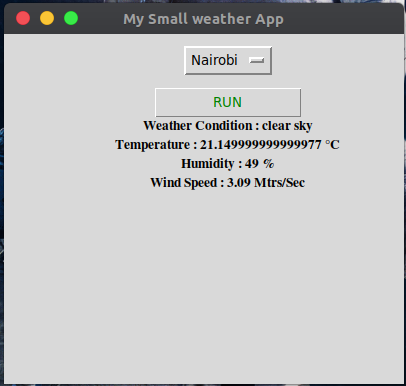 My Small weather App
Nairobi
RUN
Weather Condition : clear sky
Temperature : 21.149999999999977 °C
Humidity : 49 %
Wind Speed : 3.09 Mtrs/Sec